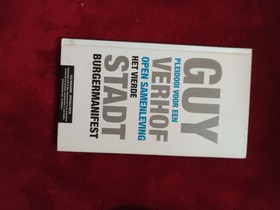 GUY
VERHOF
STADT
PLEIDOOI VOOR EEN
OPEN SAMENLEVING
HET VIERDE
BURGERMANIFEST